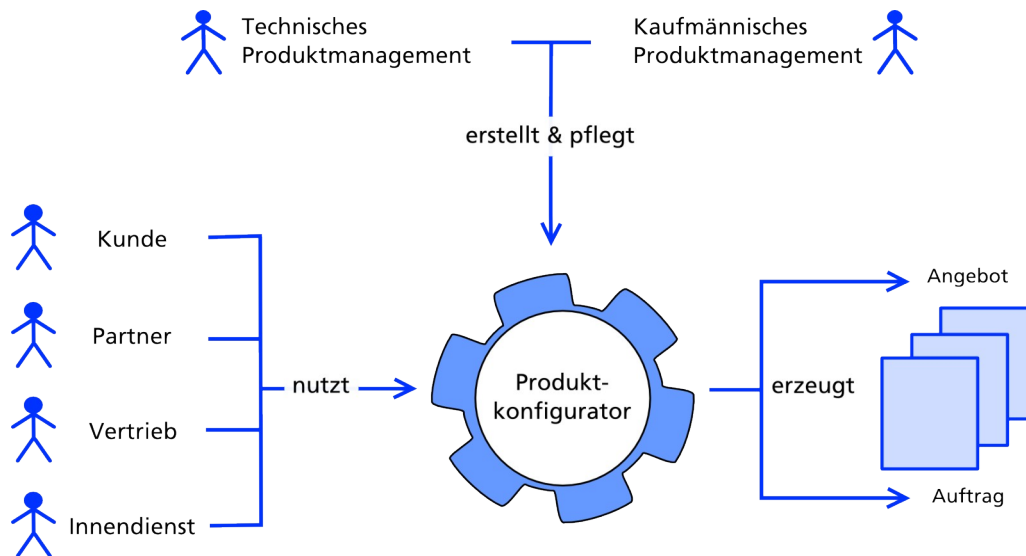 Technisches
Produktmanagement
Kaufmännisches
Produktmanagement
erstellt & pflegt
Kunde
Partner
Vertrieb
Innendienst
nutzt
Produkt-
konfigurator
erzeugt
Angebot
Auftrag